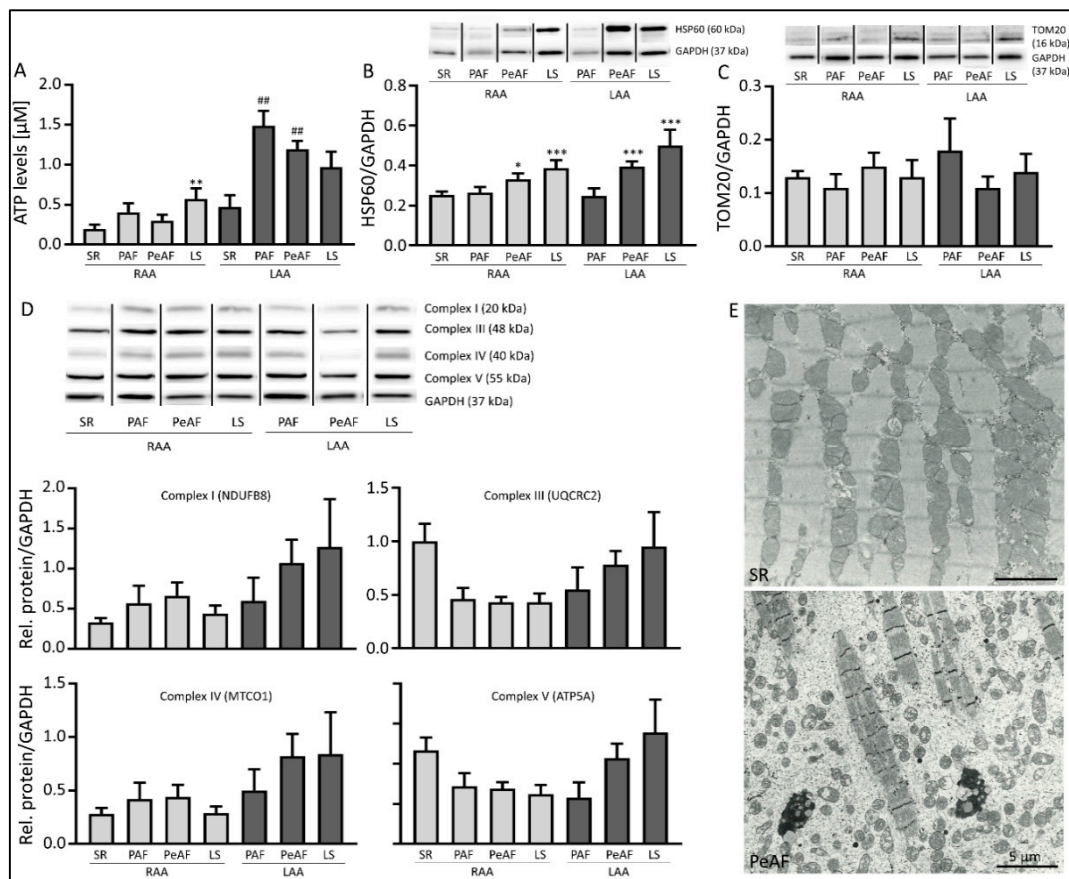 HSP60 (60 kDa)
GAPDH (37 kDa)
SR PAF PeAF LS PAF PeAF LS
RAA LAA
TOM20
(16 kDa)
GAPDH
(37 kDa)
SR PAF PeAF LS PAF PeAF LS
RAA LAA
A
ATP levels [µM]
2.0
1.5
1.0
0.5
0.0
**
##
##
SR PAF PeAF LS SR PAF PeAF LS
RAA LAA
B
HSP60/GAPDH
0.8
0.6
0.4
0.2
0.0
*
***
***
***
SR PAF PeAF LS PAF PeAF LS
RAA LAA
C
TOM20/GAPDH
0.3
0.2
0.1
0.0
SR PAF PeAF LS PAF PeAF LS
RAA LAA
D
Complex I (20 kDa)
Complex III (48 kDa)
Complex IV (40 kDa)
Complex V (55 kDa)
GAPDH (37 kDa)
SR PAF PeAF LS PAF PeAF LS
RAA LAA
Rel. protein/GAPDH
Complex I (NDUFB8)
2.0
1.5
1.0
0.5
0.0
Complex III (UQCRC2)
1.5
1.0
0.5
0.0
Rel. protein/GAPDH
Complex IV (MTCO1)
1.5
1.0
0.5
0.0
SR PAF PeAF LS PAF PeAF LS
RAA LAA
Complex V (ATP5A)
SR PAF PeAF LS PAF PeAF LS
RAA LAA
E
SR
PeAF
5 µm